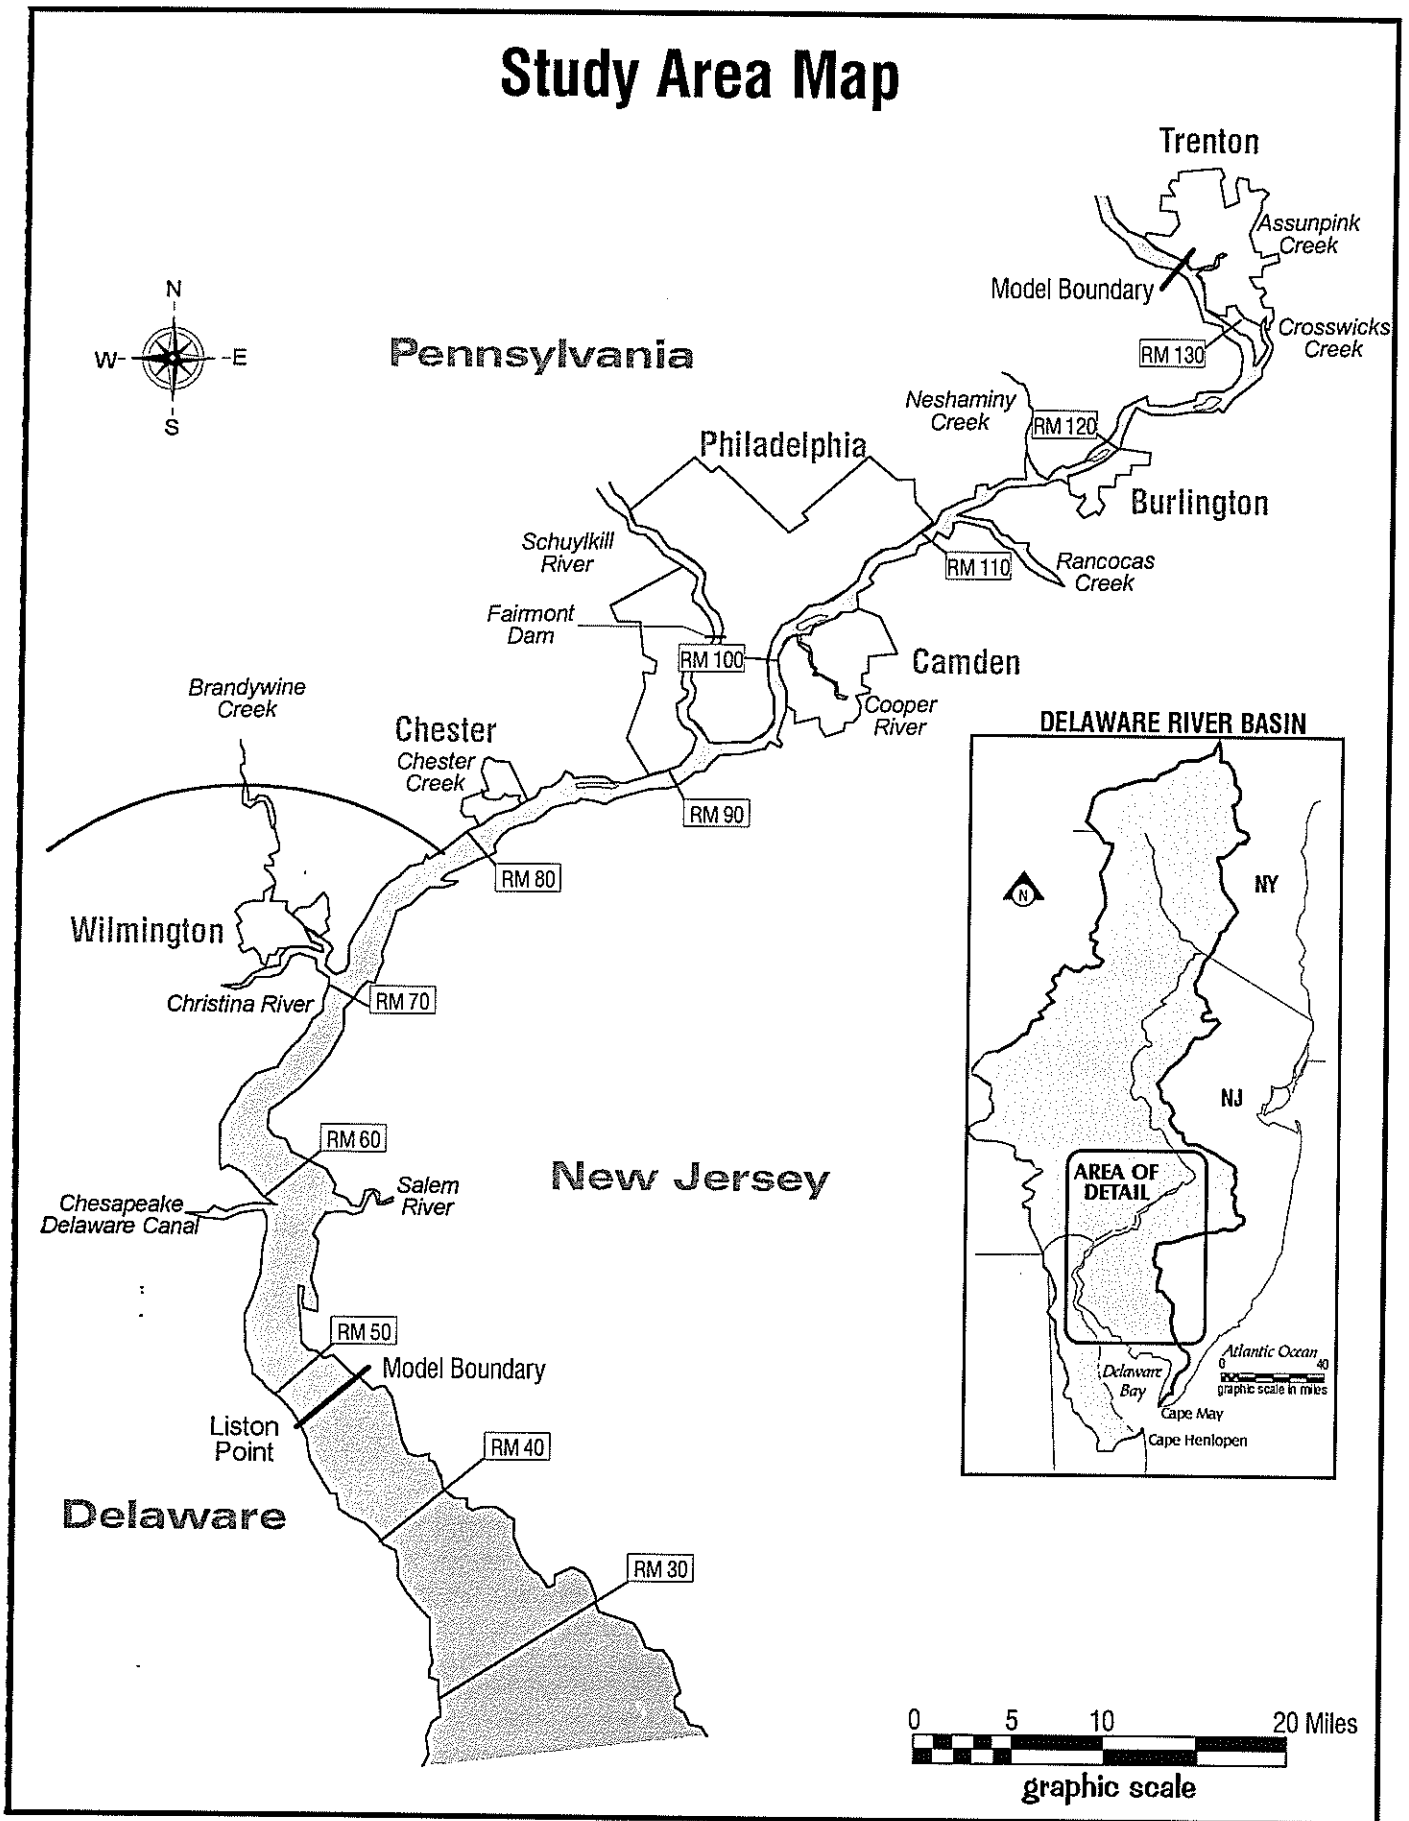 Study Area Map
Trenton
Assunpink
Creek
Model Boundary
N
W
E
S
Pennsylvania
Crosswicks
Creek
RM 130
Neshaminy
Creek
RM 120
Philadelphia
Burlington
Schuylkill
River
RM 110
Rancocas
Creek
Fairmont
Dam
RM 100
Camden
Brandywine
Creek
Cooper
River
Chester
Chester
Creek
RM 90
RM 80
Wilmington
Christina River
RM 70
RM 60
New Jersey
Salem
River
Chesapeake
Delaware Canal
RM 50
Model Boundary
Liston
Point
RM 40
Delaware
RM 30
DELAWARE RIVER BASIN
N
NY
NJ
AREA OF
DETAIL
Atlantic Ocean
0 40
graphic scale in miles
Delaware
Bay
Cape May
Cape Henlopen
0 5 10 20 Miles
graphic scale